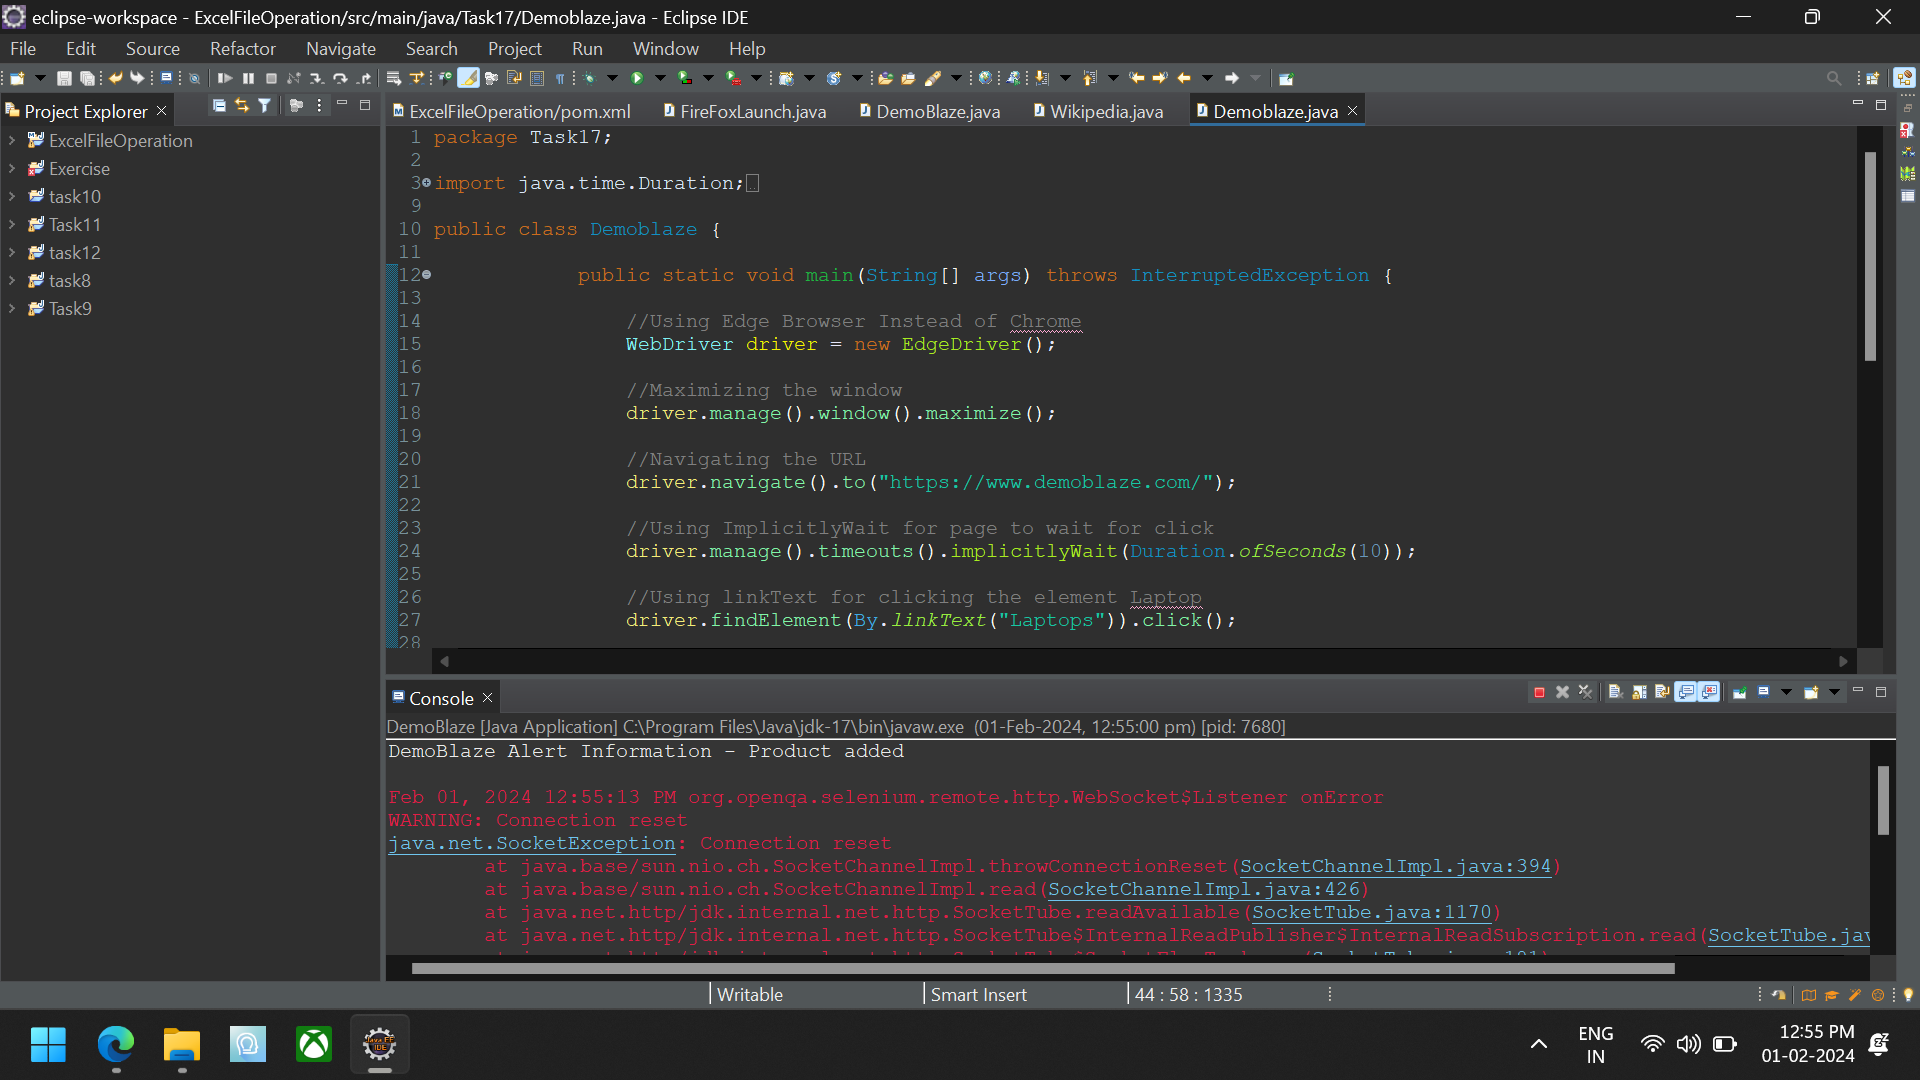 eclipse-workspace - ExcelFileOperation/src/main/java/Task17/Demoblaze.java - Eclipse IDE
File Edit Source Refactor Navigate Search Project Run Window Help
Project Explorer
ExcelFileOperation
Exercise
task10
Task11
task12
task8
Task9
ExcelFileOperation/pom.xml FireFoxLaunch.java DemoBlaze.java Wikipedia.java Demoblaze.java
1 package Task17;
2
3 import java.time.Duration;
9
10 public class Demoblaze {
11
12 public static void main(String[] args) throws InterruptedException {
13
14 //Using Edge Browser Instead of Chrome
15 WebDriver driver = new EdgeDriver();
16
17 //Maximizing the window
18 driver.manage().window().maximize();
19
20 //Navigating the URL
21 driver.navigate().to("https://www.demoblaze.com/");
22
23 //Using ImplicitlyWait for page to wait for click
24 driver.manage().timeouts().implicitlyWait(Duration.ofSeconds(10));
25
26 //Using linkText for clicking the element Laptop
27 driver.findElement(By.linkText("Laptops")).click();
28
Console
DemoBlaze [Java Application] C:\Program Files\Java\jdk-17\bin\javaw.exe (01-Feb-2024, 12:55:00 pm) [pid: 7680]
DemoBlaze Alert Information - Product added
Feb 01, 2024 12:55:13 PM org.openqa.selenium.remote.http.WebSocket$Listener onError
WARNING: Connection reset
java.net.SocketException: Connection reset
at java.base/sun.nio.ch.SocketChannelImpl.throwConnectionReset(SocketChannelImpl.java:394)
at java.base/sun.nio.ch.SocketChannelImpl.read(SocketChannelImpl.java:426)
at java.net.http/jdk.internal.net.http.SocketTube.readAvailable(SocketTube.java:1170)
at java.net.http/jdk.internal.net.http.SocketTube$InternalReadPublisher$InternalReadSubscription.read(SocketTube.jav
Writable Smart Insert 44 : 58 : 1335
ENG
IN
12:55 PM
01-02-2024